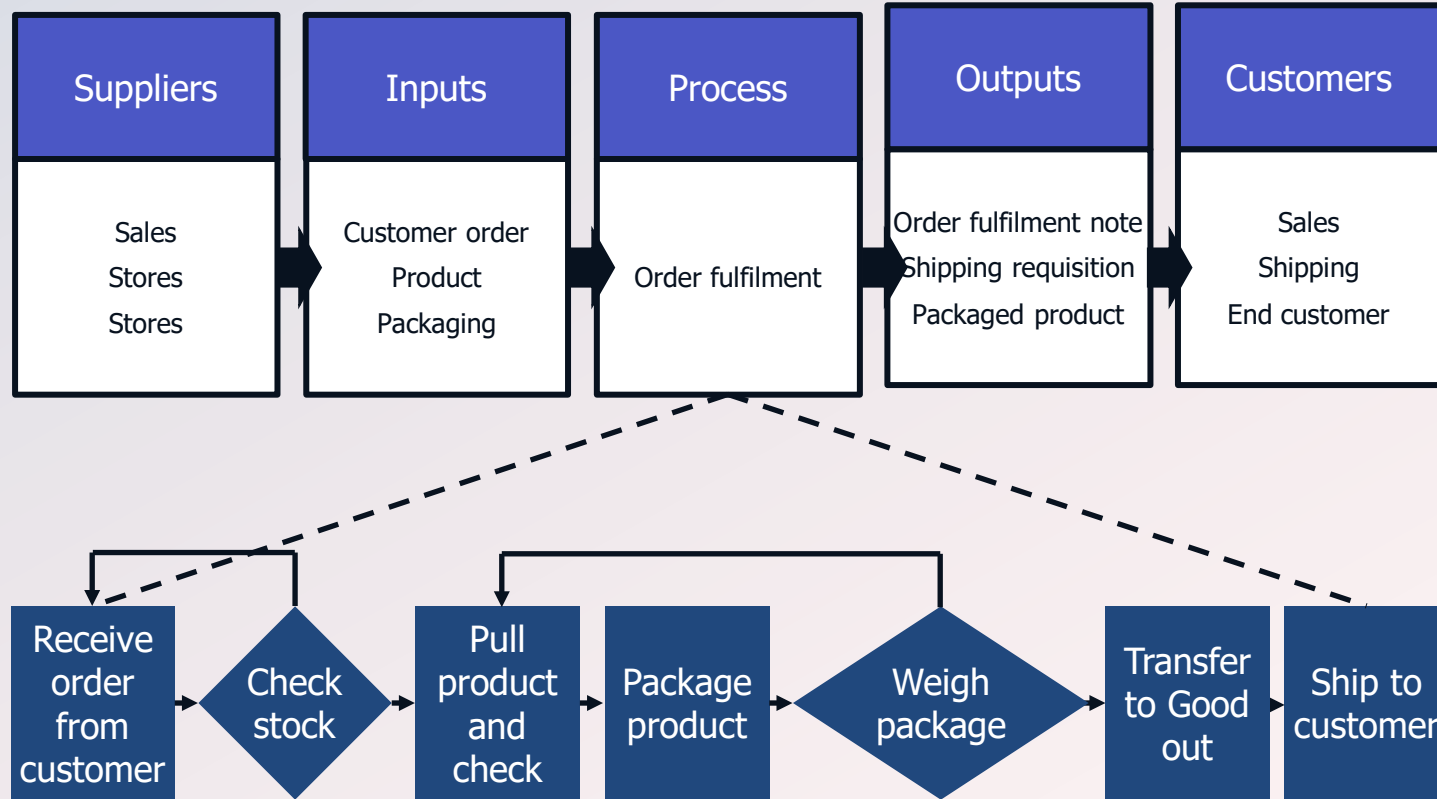 Suppliers
Inputs
Process
Outputs
Customers
Sales
Stores
Stores
Customer order
Product
Packaging
Order fulfilment
Order fulfilment note
Shipping requisition
Packaged product
Sales
Shipping
End customer
Receive
order
from
customer
Check
stock
Pull
product
and
check
Package
product
Weigh
package
Transfer
to Good
out
Ship to
customer